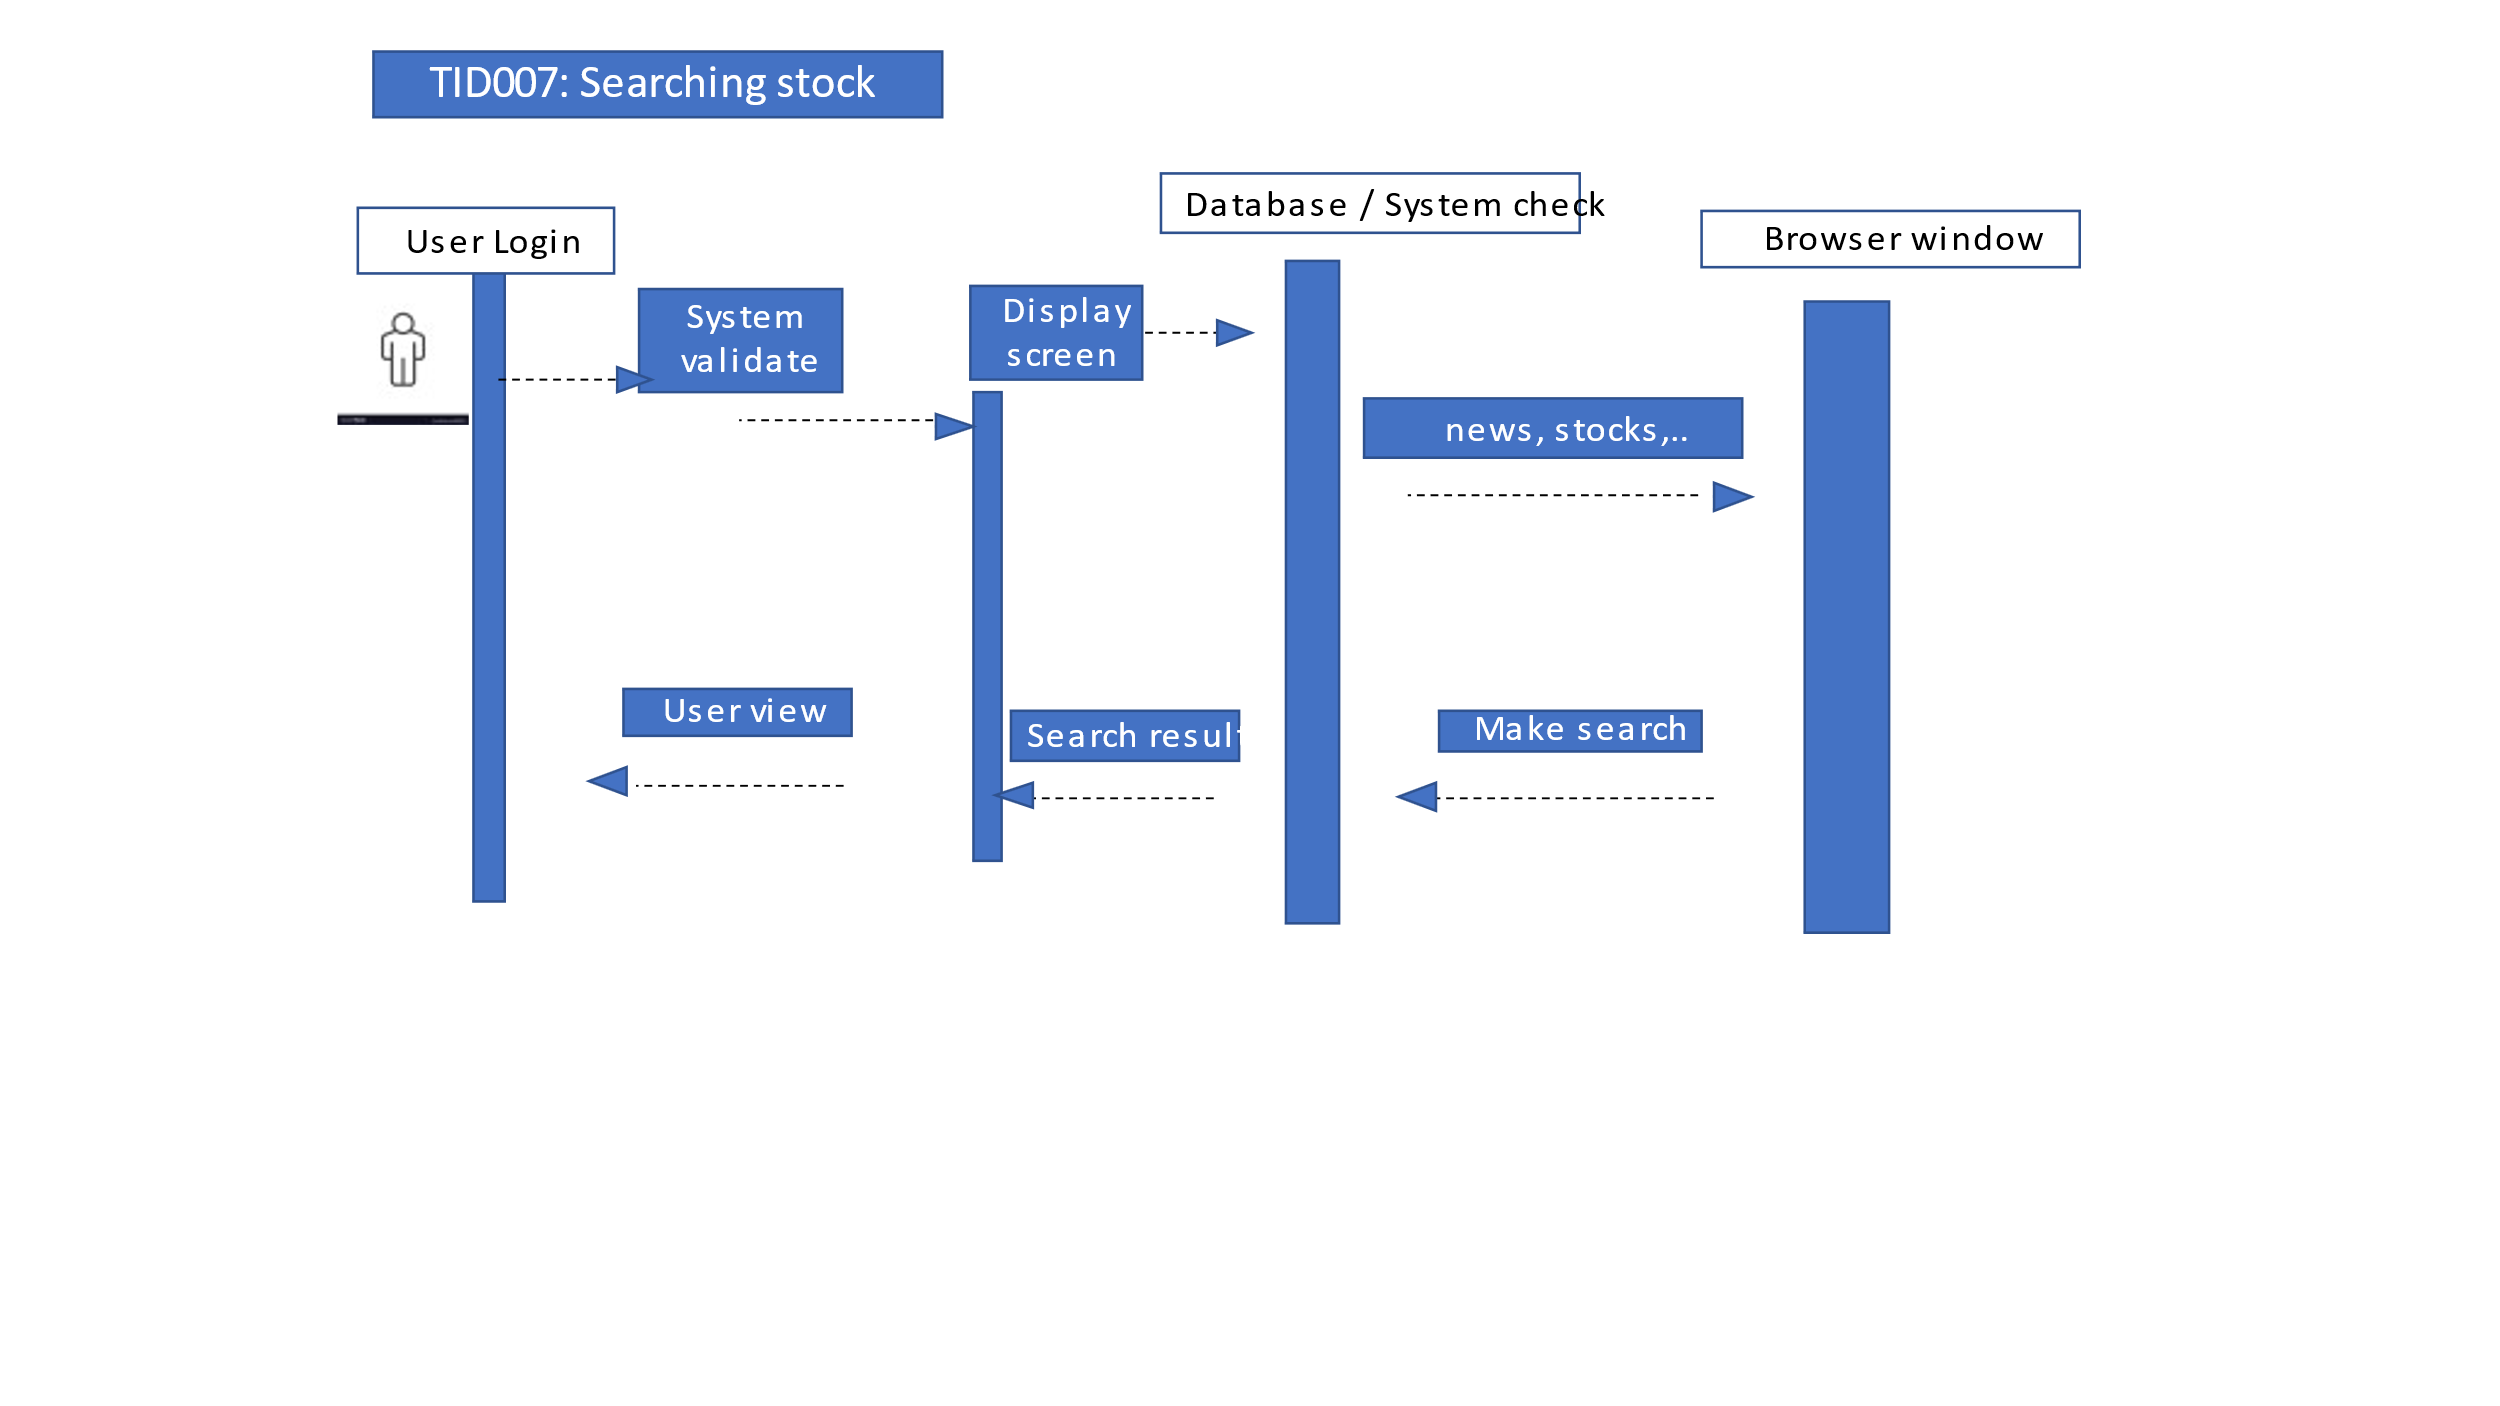 TID007: Searching stock
Database / System check
User Login
Browser window
System
validate
Display
screen
news, stocks,..
User view
Search result
Make search